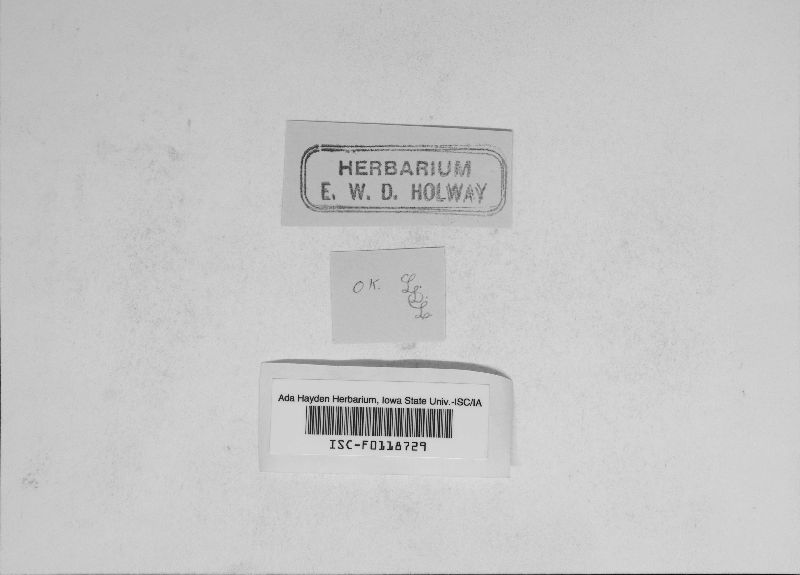 HERBARIUM
E. W. D. HOLWAY
OK. L.L.L.
Ada Hayden Herbarium, Iowa State Univ.-ISC/IA
ISC-F0118729